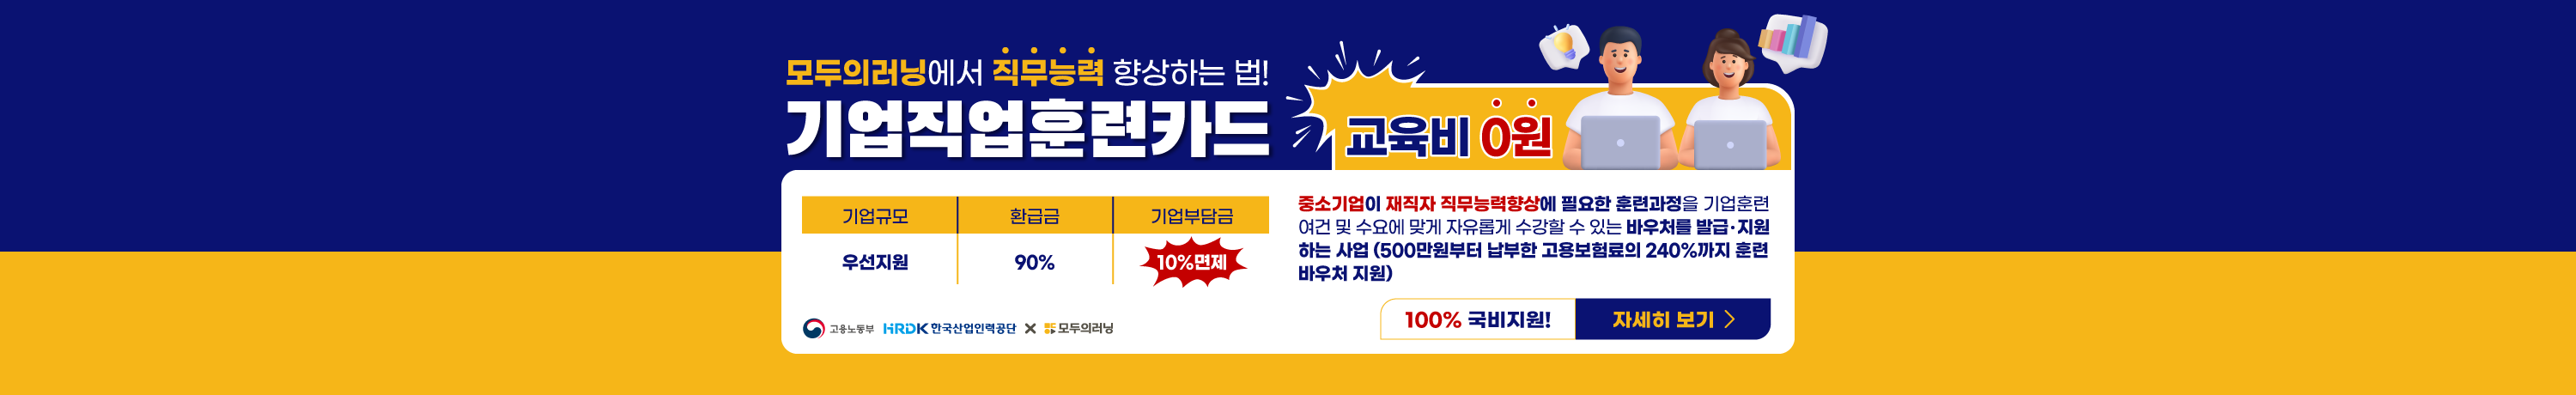 모두의러닝에서 직무능력 향상하는 법!
기업직업훈련카드
교육비 0원
기업규모 환급금 기업부담금
우선지원 90% 10%면제
중소기업이 재직자 직무능력향상에 필요한 훈련과정을 기업훈련
여건 및 수요에 맞게 자유롭게 수강할 수 있는 바우처를 발급·지원
하는 사업 (500만원부터 납부한 고용보험료의 240%까지 훈련
바우처 지원)
고용노동부 HRDK 한국산업인력공단 X 모두의러닝
100% 국비지원! 자세히 보기 >